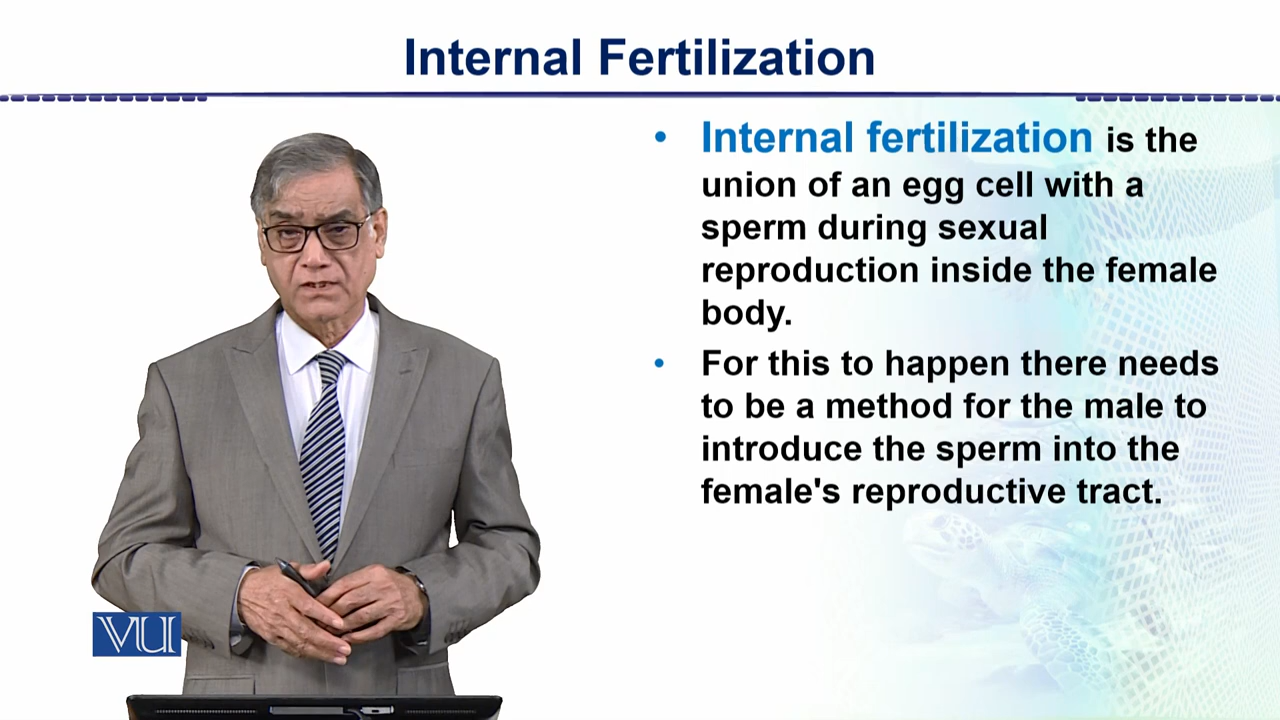 Internal Fertilization
• Internal fertilization is the
union of an egg cell with a
sperm during sexual
reproduction inside the female
body.
• For this to happen there needs
to be a method for the male to
introduce the sperm into the
female's reproductive tract.
VU